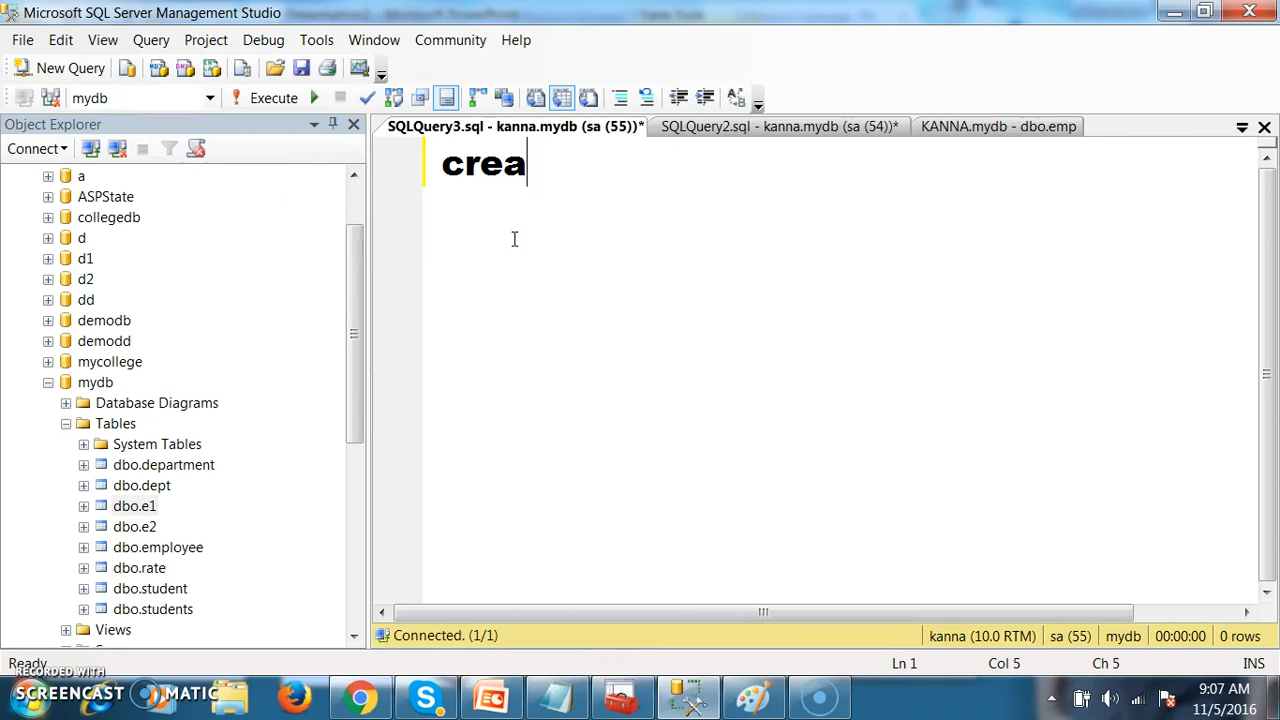 Microsoft SQL Server Management Studio
File Edit View Query Project Debug Tools Window Community Help
New Query
mydb Execute
Object Explorer
SQLQuery3.sql - kanna.mydb (sa (55))* SQLQuery2.sql - kanna.mydb (sa (54))* KANNA.mydb - dbo.emp
Connect
crea
a
ASPState
collegedb
d
d1
d2
dd
demodb
demodd
mycollege
mydb
Database Diagrams
Tables
System Tables
dbo.department
dbo.dept
dbo.e1
dbo.e2
dbo.employee
dbo.rate
dbo.student
dbo.students
Views
Connected. (1/1) kanna (10.0 RTM) sa (55) mydb 00:00:00 0 rows
Ready Ln 1 Col 5 Ch 5 INS
RECORDED WITH
SCREENCAST MATIC
9:07 AM
11/5/2016